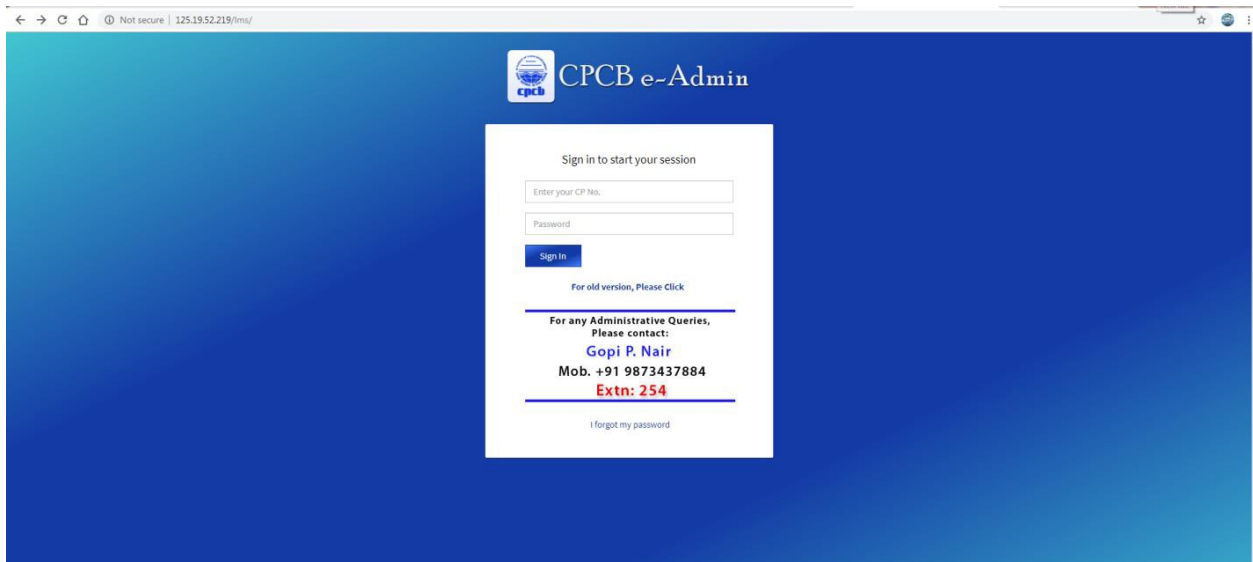 Not secure | 125.19.52.219/lms/
cpcb
CPCB e-Admin
Sign in to start your session
Enter your CP No.
Password
Sign In
For old version, Please Click
For any Administrative Queries,
Please contact:
Gopi P. Nair
Mob. +91 9873437884
Extn: 254
I forgot my password